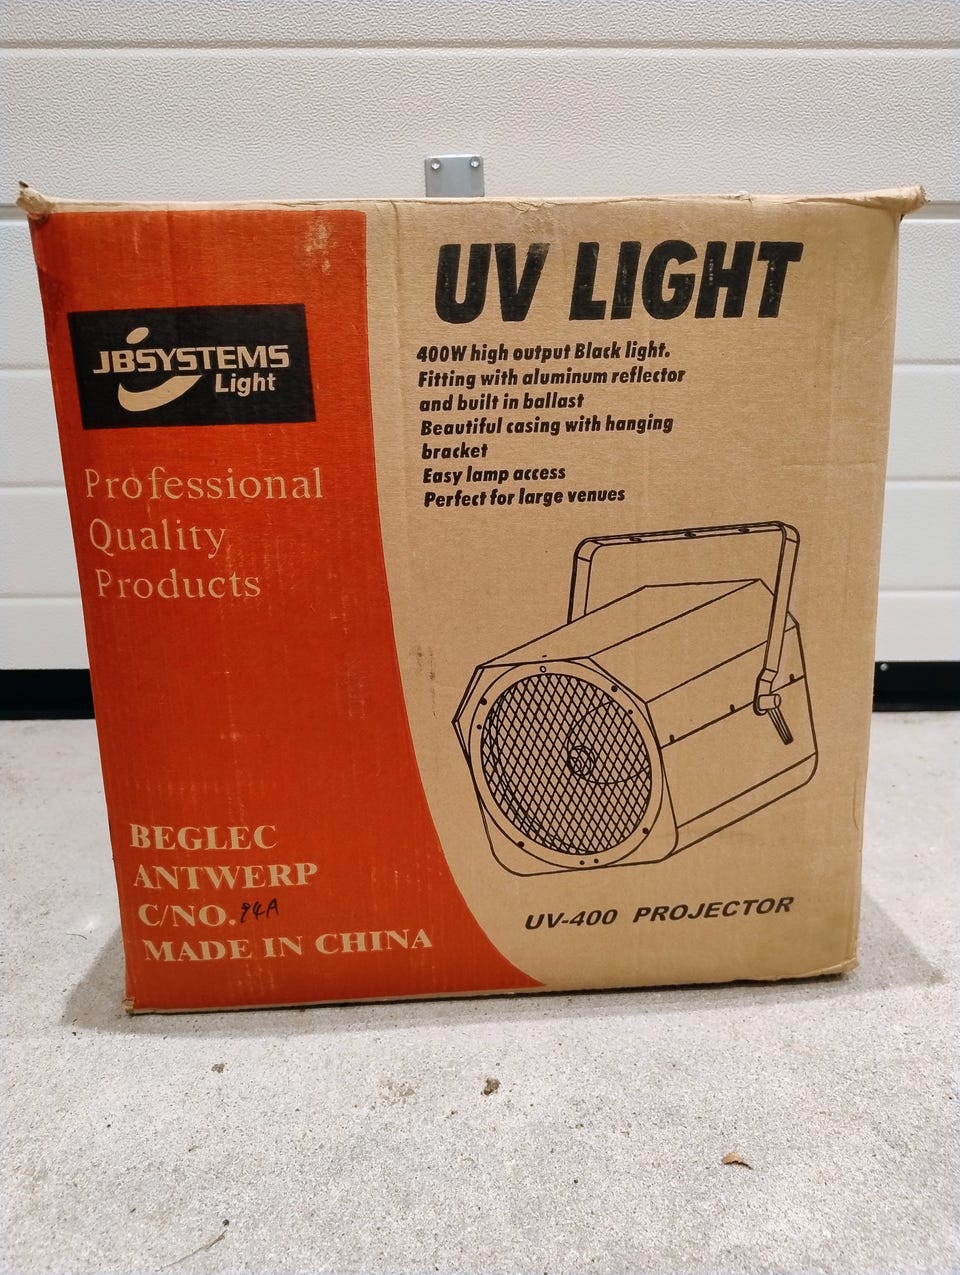 JBSYSTEMS
Light
Professional
Quality
Products
BEGLEC
ANTWERP
C/NO.94A
MADE IN CHINA
UV LIGHT
400W high output Black light.
Fitting with aluminum reflector
and built in ballast
Beautiful casing with hanging
bracket
Easy lamp access
Perfect for large venues
UV-400 PROJECTOR